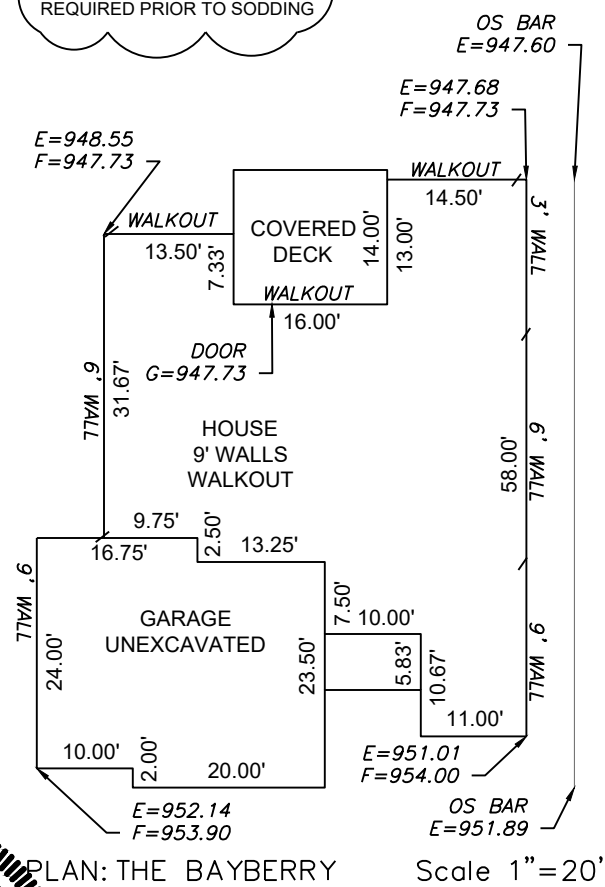 REQUIRED PRIOR TO SODDING
OS BAR
E=947.60
E=947.68
F=947.73
E=948.55
F=947.73
WALKOUT
14.50'
WALKOUT
13.50'
COVERED
DECK
14.00'
13.00'
7.33'
3' WALL
WALKOUT
16.00'
DOOR
G=947.73
6' WALL
31.67'
HOUSE
9' WALLS
WALKOUT
6' WALL
58.00'
9.75'
16.75'
2.50'
13.25'
9' WALL
24.00'
GARAGE
UNEXCAVATED
23.50'
7.50'
10.00'
5.83'
10.67'
9' WALL
11.00'
10.00'
2.00'
20.00'
E=951.01
F=954.00
E=952.14
F=953.90
OS BAR
E=951.89
PLAN: THE BAYBERRY
Scale 1"=20'